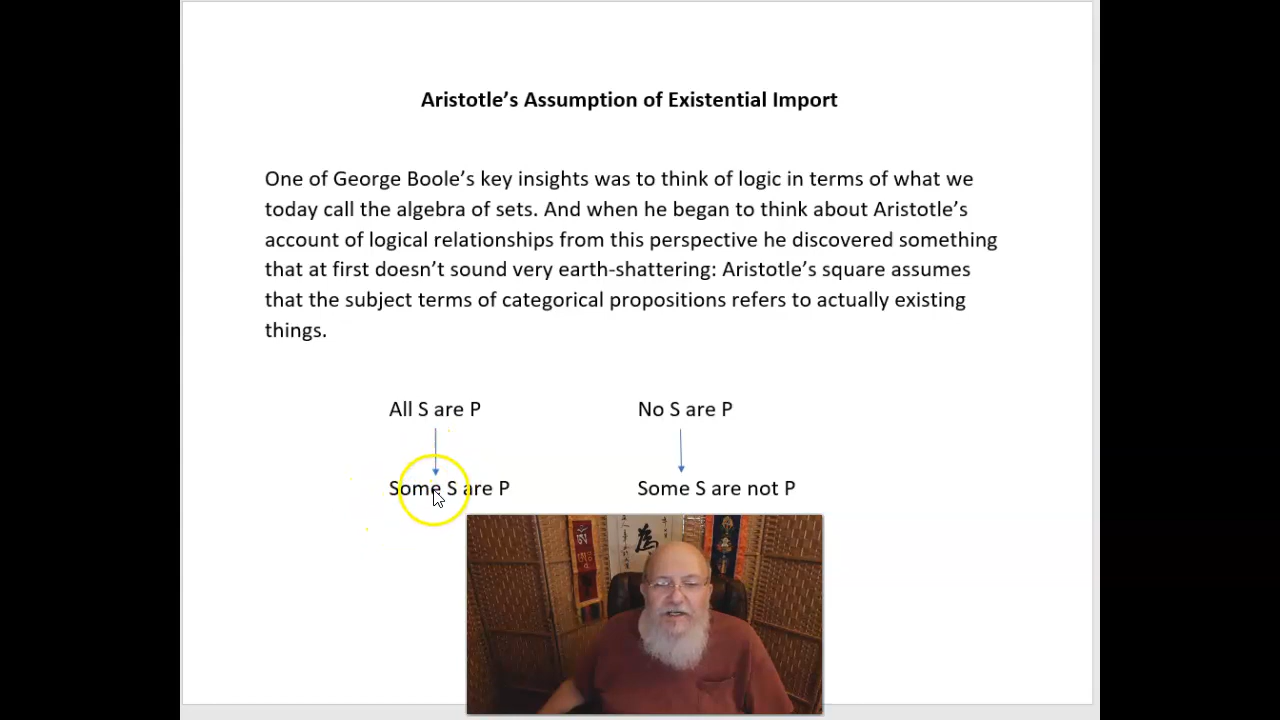 Aristotle’s Assumption of Existential Import
One of George Boole’s key insights was to think of logic in terms of what we
today call the algebra of sets. And when he began to think about Aristotle’s
account of logical relationships from this perspective he discovered something
that at first doesn’t sound very earth-shattering: Aristotle’s square assumes
that the subject terms of categorical propositions refers to actually existing
things.
All S are P
No S are P
Some S are P
Some S are not P
為